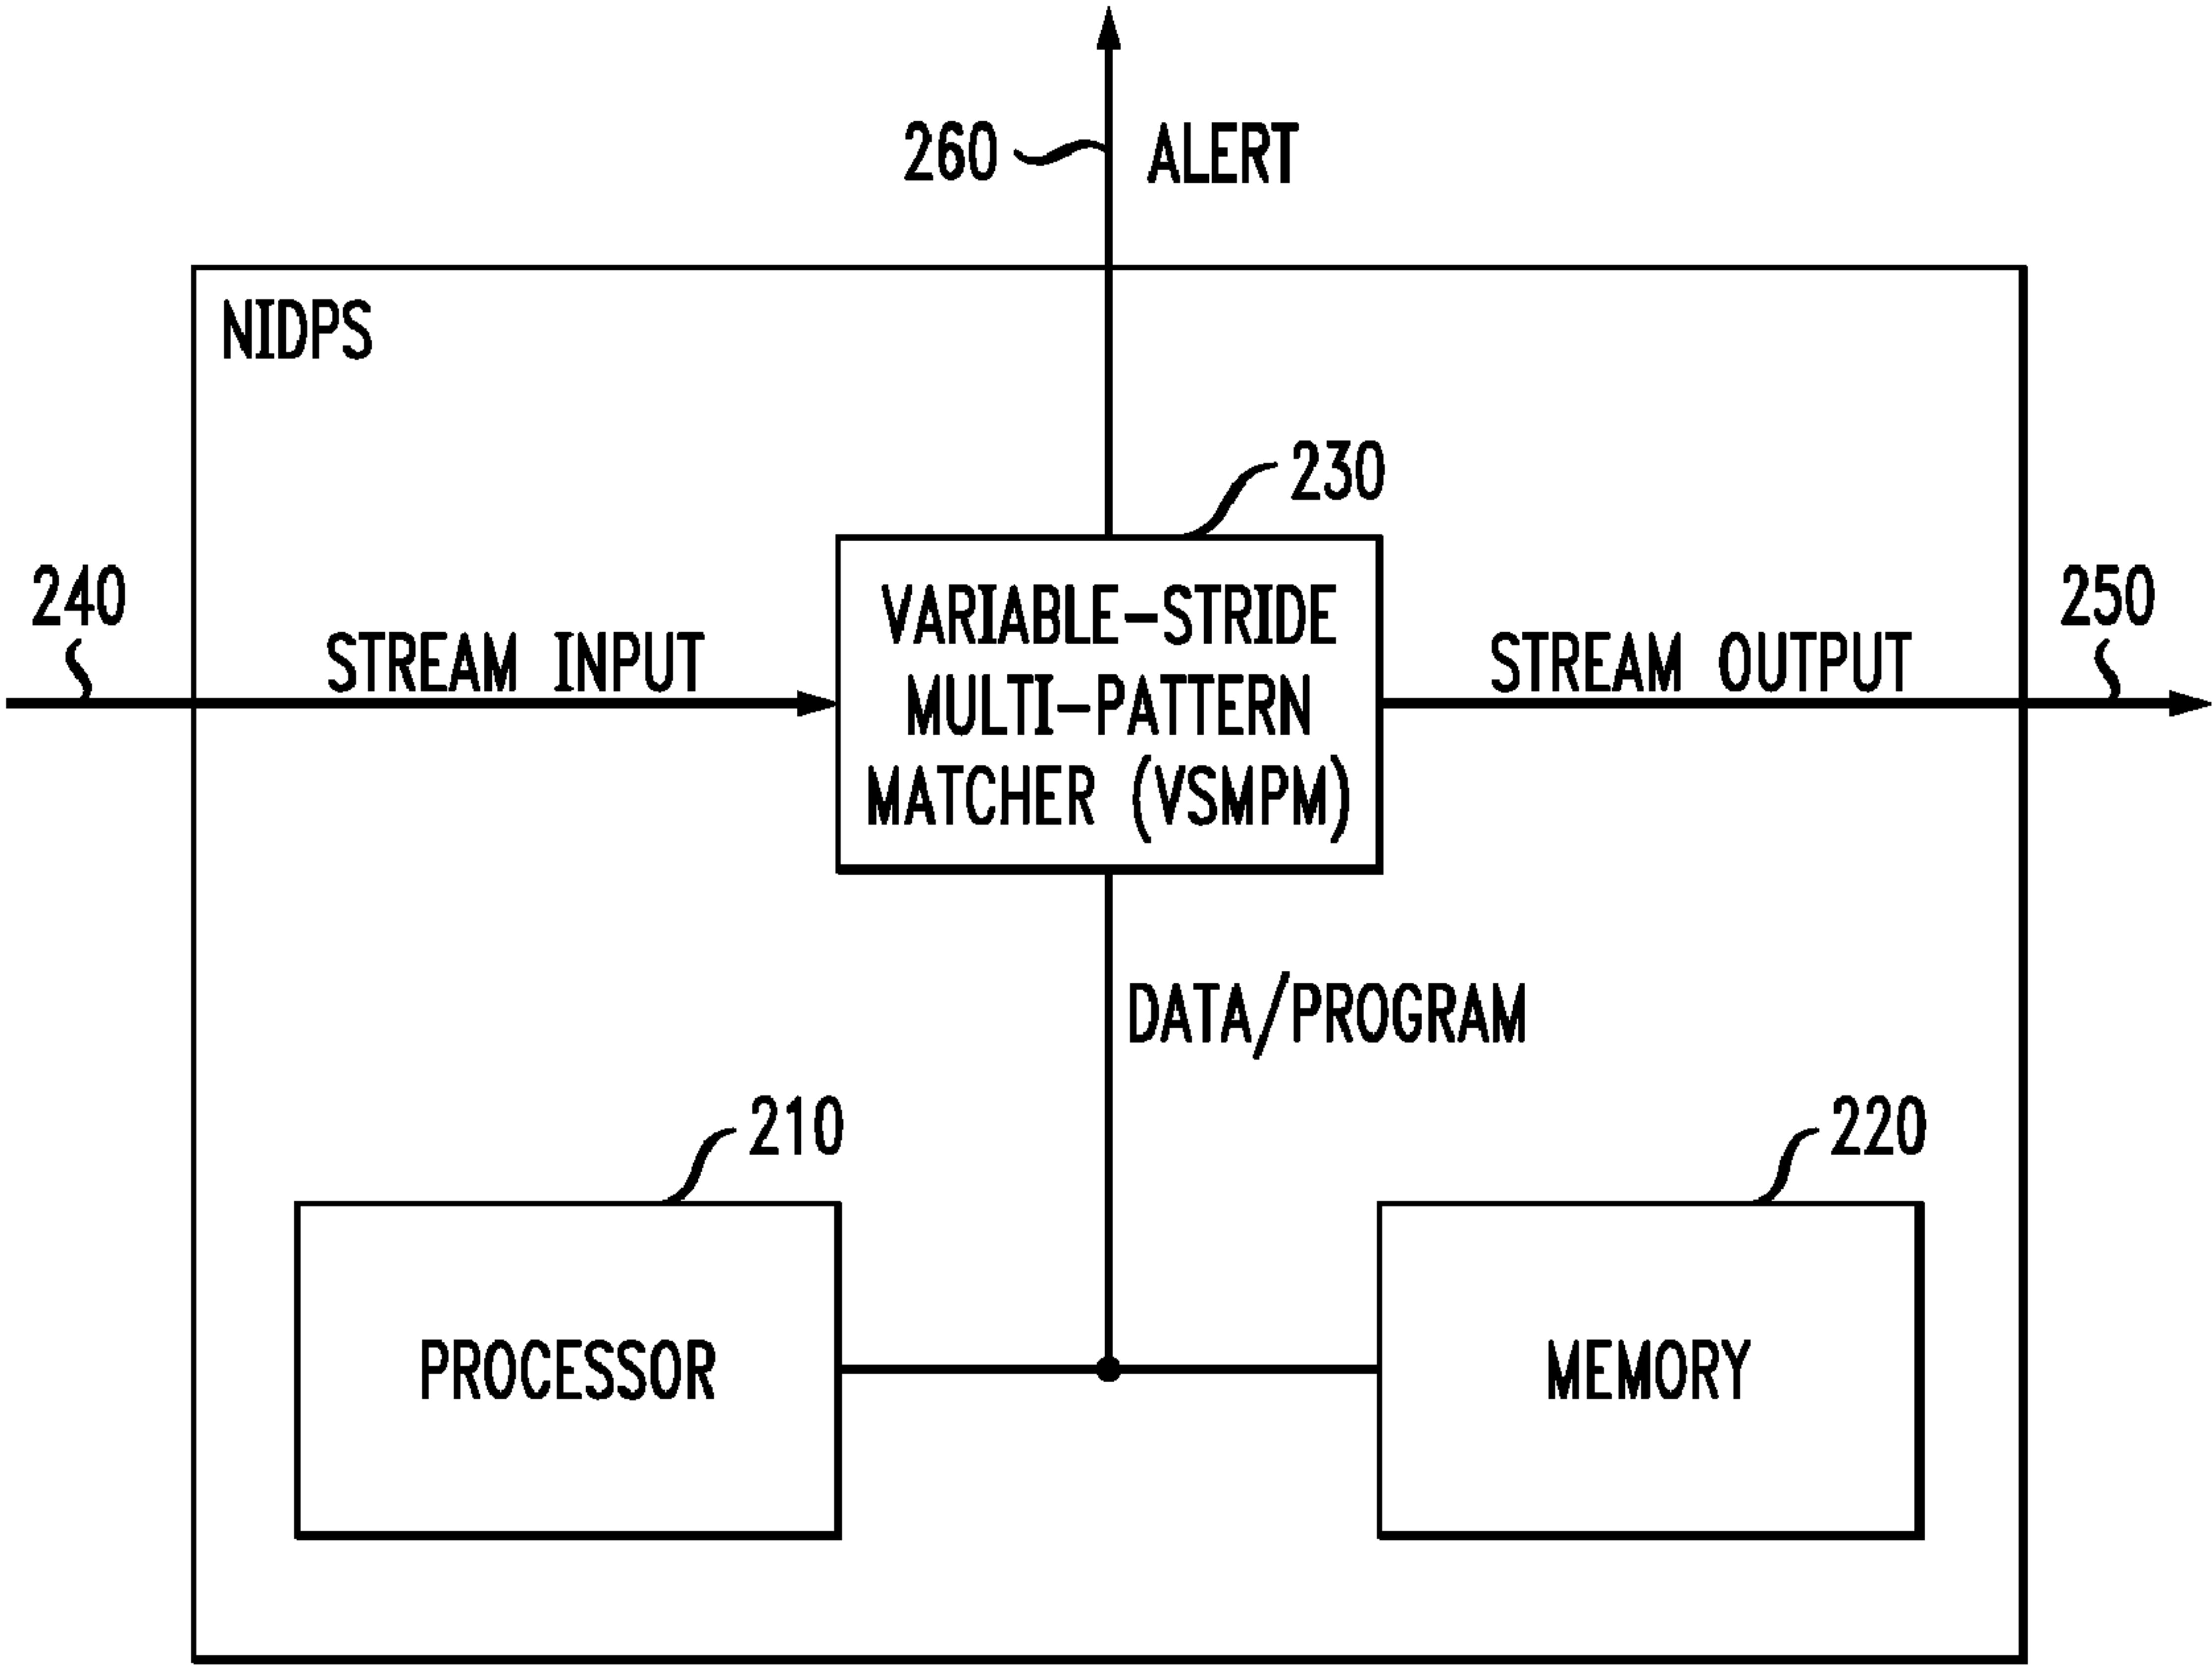 260 ALERT
NIDPS
230
240
STREAM INPUT
VARIABLE-STRIDE
MULTI-PATTERN
MATCHER (VSMPM)
STREAM OUTPUT
250
DATA/PROGRAM
210
220
PROCESSOR
MEMORY